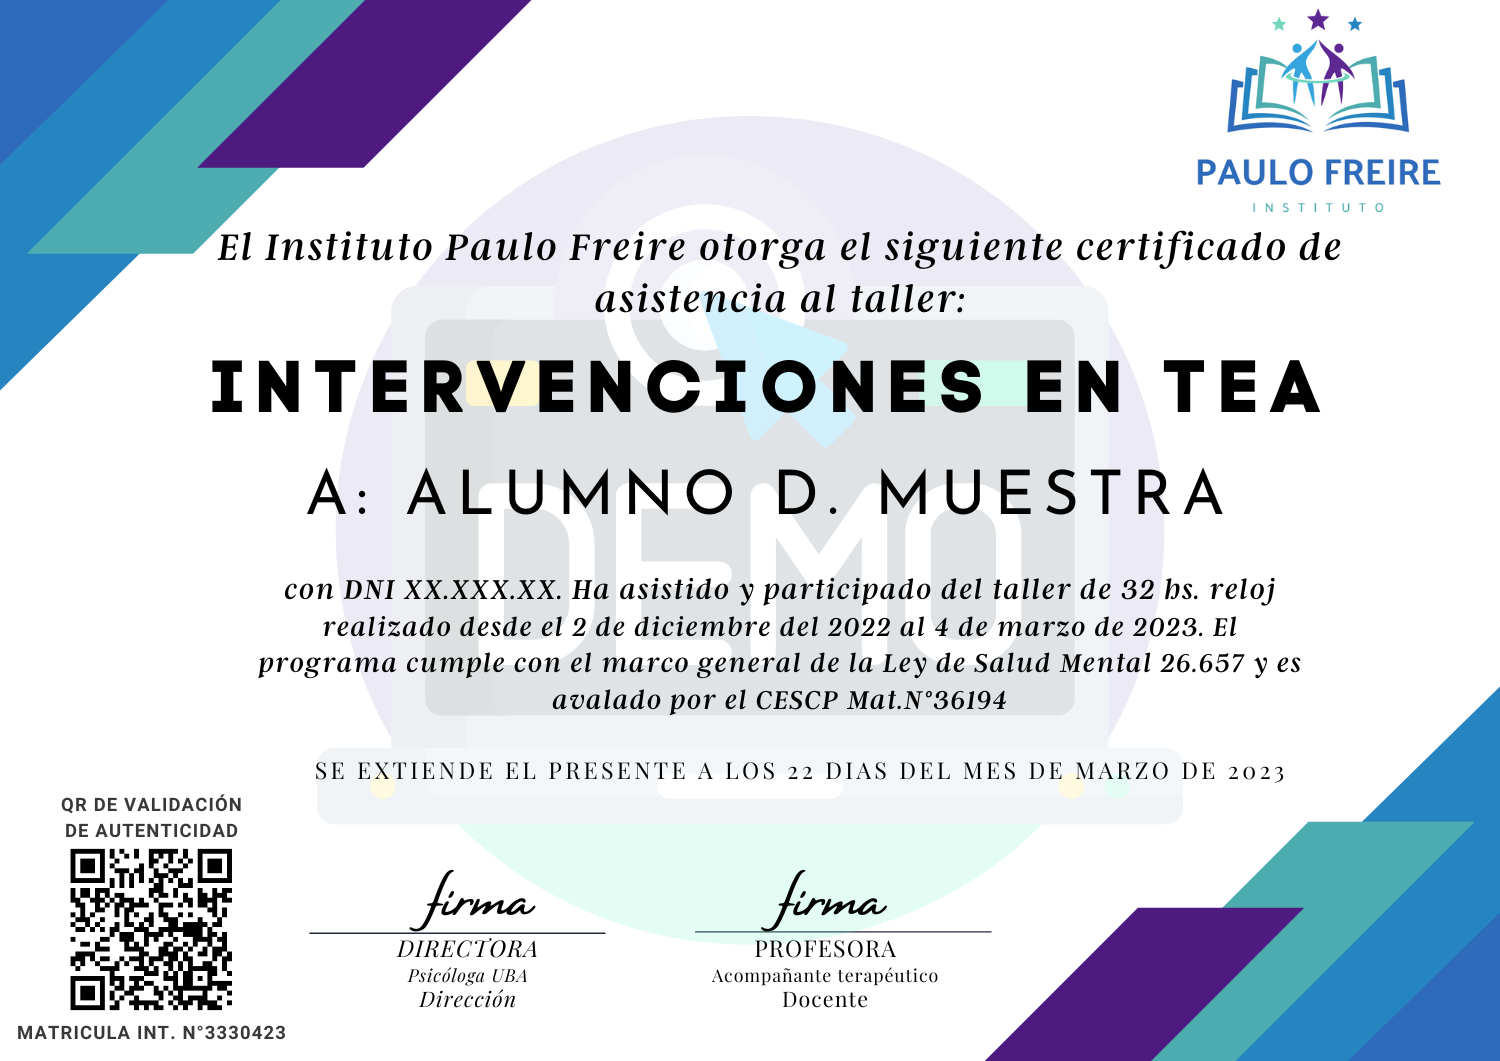 PAULO FREIRE
INSTITUTO
El Instituto Paulo Freire otorga el siguiente certificado de
asistencia al taller:
INTERVENCIONES EN TEA
A: ALUMNO D. MUESTRA
DEMO
con DNI XX.XXX.XX. Ha asistido y participado del taller de 32 hs. reloj
realizado desde el 2 de diciembre del 2022 al 4 de marzo de 2023. El
programa cumple con el marco general de la Ley de Salud Mental 26.657 y es
avalado por el CESCP Mat.N°36194
SE EXTIENDE EL PRESENTE A LOS 22 DIAS DEL MES DE MARZO DE 2023
QR DE VALIDACIÓN
DE AUTENTICIDAD
MATRICULA INT. N°3330423
firma
DIRECTORA
Psicóloga UBA
Dirección
firma
PROFESORA
Acompañante terapéutico
Docente